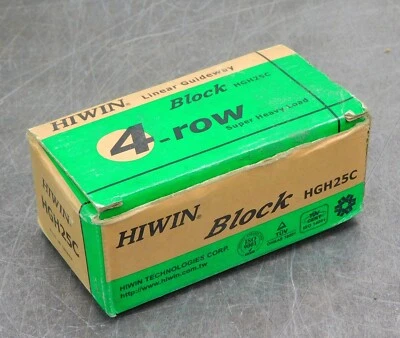 HIWIN® Linear Guideway
Block HGH25C
4-row
Super Heavy Load
HIWIN
HGH25C
HIWIN® Block HGH25C
HIWIN TECHNOLOGIES CORP.
http://www.hiwin.com.tw
TÜV